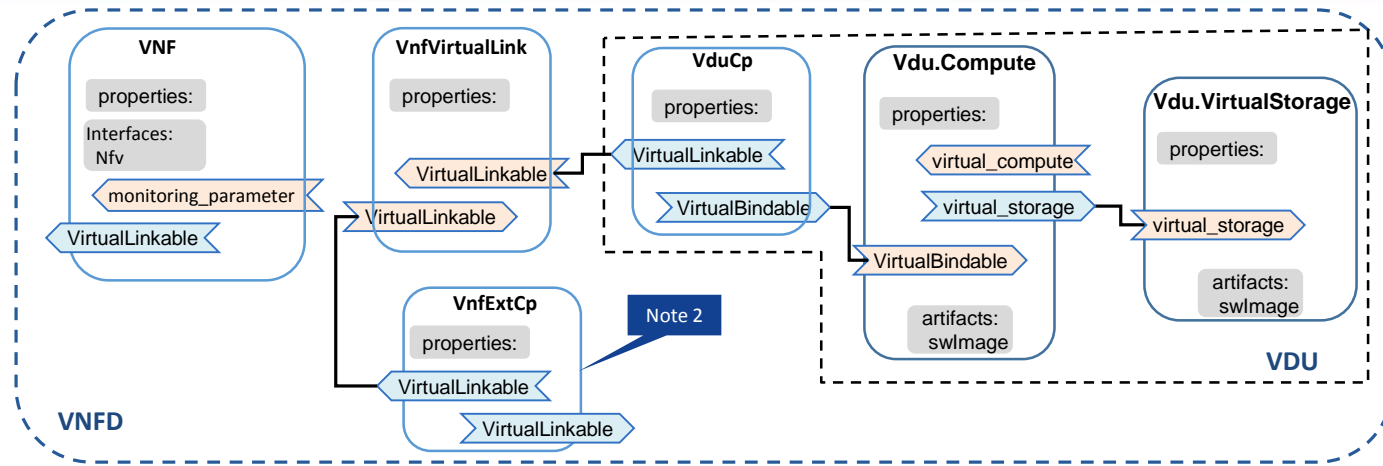 VNF
properties:
Interfaces:
Nfv
monitoring_parameter
VirtualLinkable
VnfVirtualLink
properties:
VirtualLinkable
VirtualLinkable
VduCp
properties:
VirtualLinkable
VirtualBindable
Vdu.Compute
properties:
virtual_compute
virtual_storage
VirtualBindable
artifacts:
swImage
Vdu.VirtualStorage
properties:
virtual_storage
artifacts:
swImage
VnfExtCp
properties:
VirtualLinkable
VirtualLinkable
Note 2
VDU
VNFD